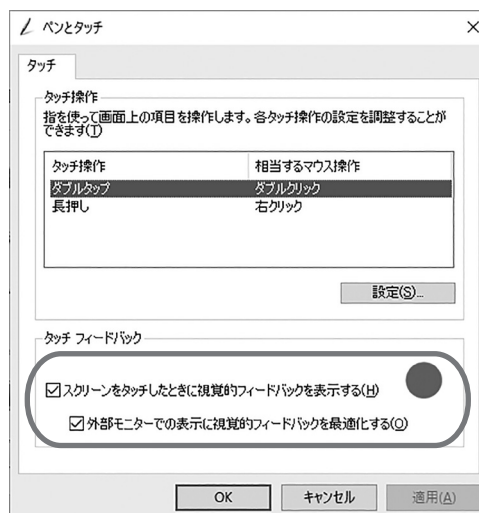 ペンとタッチ
タッチ
タッチ操作
指を使って画面上の項目を操作します。各タッチ操作の設定を調整することが
できます(T)
タッチ操作 相当するマウス操作
ダブルタップ ダブルクリック
長押し 右クリック
設定(S)...
タッチ フィードバック
スクリーンをタッチしたときに視覚的フィードバックを表示する(H)
外部モニターでの表示に視覚的フィードバックを最適化する(O)
OK キャンセル 適用(A)